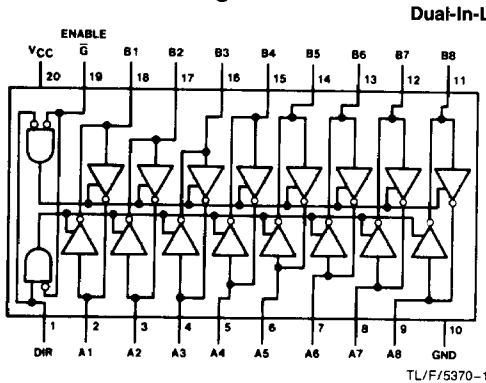 Dual-In-L
ENABLE
VCC G̅ B1 B2 B3 B4 B5 B6 B7 B8
20 19 18 17 16 15 14 13 12 11
1 2 3 4 5 6 7 8 9 10
DIR A1 A2 A3 A4 A5 A6 A7 A8 GND
TL/F/5370-1